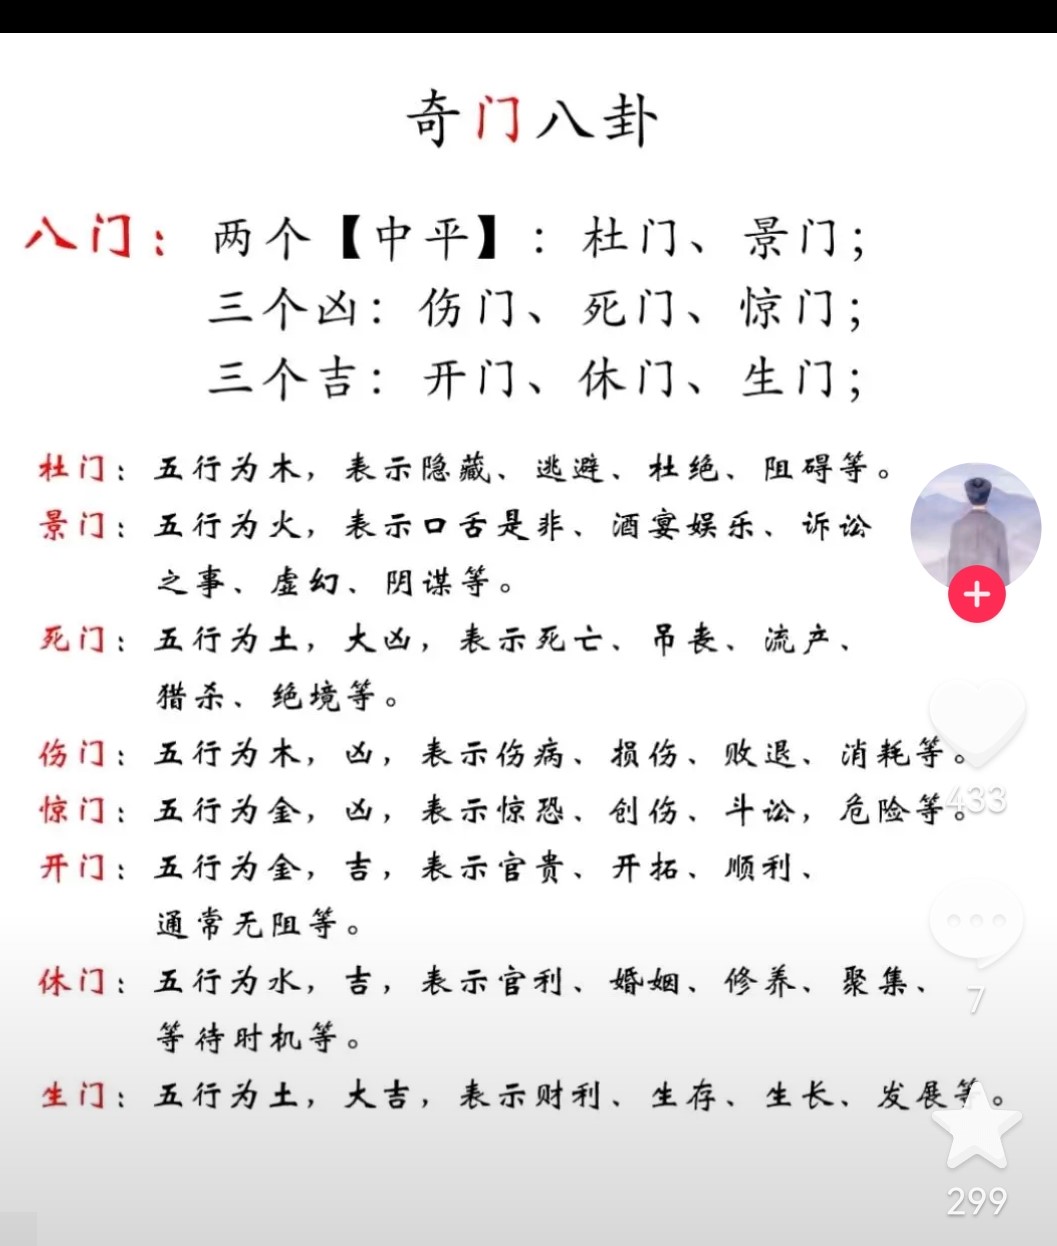 奇门八卦
八门：两个【中平】：杜门、景门；
三个凶：伤门、死门、惊门；
三个吉：开门、休门、生门；
杜门：五行为木，表示隐藏、逃避、杜绝、阻碍等。
景门：五行为火，表示口舌是非、酒宴娱乐、诉讼
之事、虚幻、阴谋等。
死门：五行为土，大凶，表示死亡、吊丧、流产、
猎杀、绝境等。
伤门：五行为木，凶，表示伤病、损伤、败退、消耗等。
惊门：五行为金，凶，表示惊恐、创伤、斗讼，危险等。
433
开门：五行为金，吉，表示官贵、开拓、顺利、
通常无阻等。
休门：五行为水，吉，表示官利、婚姻、修养、聚集、
7
等待时机等。
生门：五行为土，大吉，表示财利、生存、生长、发展等。
299